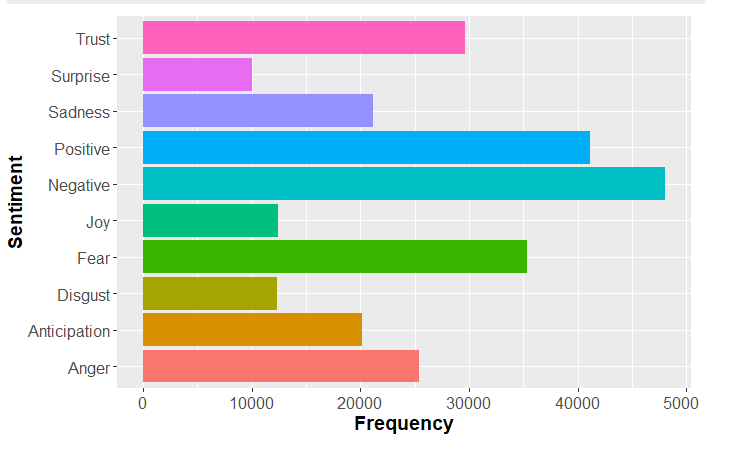 Trust
Surprise
Sadness
Positive
Negative
Joy
Fear
Disgust
Anticipation
Anger
Sentiment
0 10000 20000 30000 40000 5000
Frequency